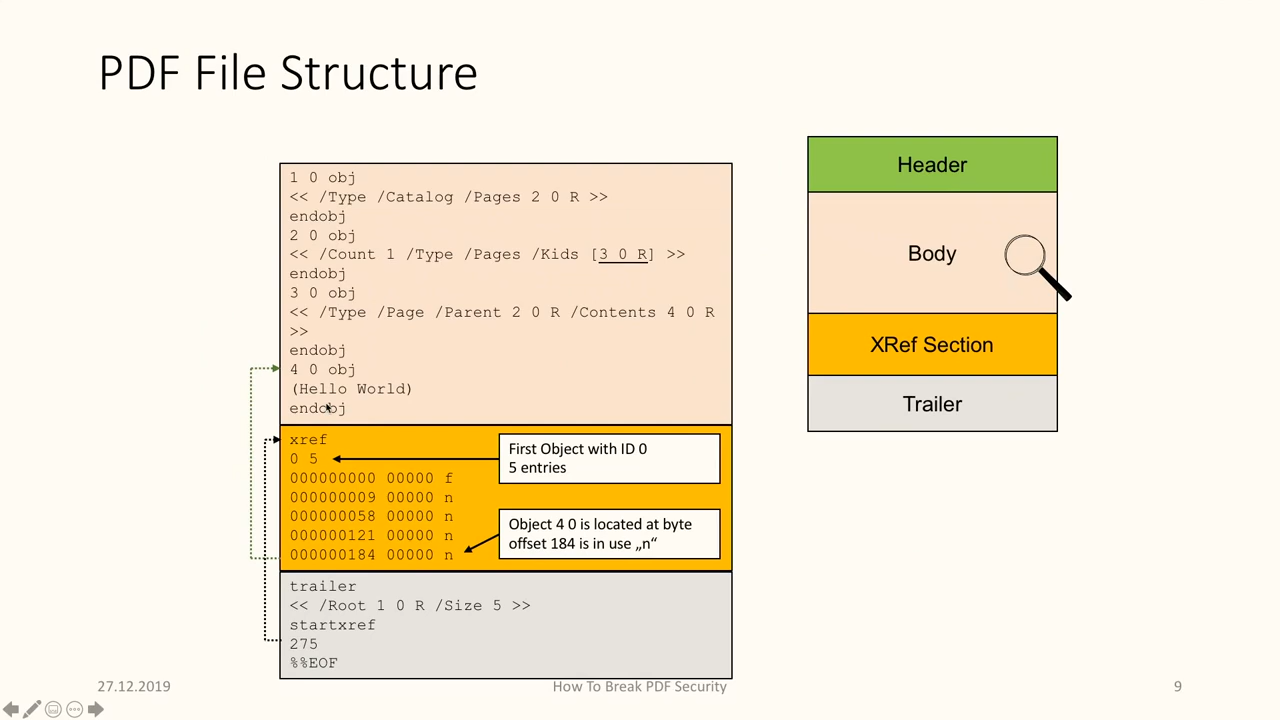 PDF File Structure
1 0 obj
<< /Type /Catalog /Pages 2 0 R >>
endobj
2 0 obj
<< /Count 1 /Type /Pages /Kids [3 0 R] >>
endobj
3 0 obj
<< /Type /Page /Parent 2 0 R /Contents 4 0 R
>>
endobj
4 0 obj
(Hello World)
endobj
xref
0 5
000000000 00000 f
000000009 00000 n
000000058 00000 n
000000121 00000 n
000000184 00000 n
First Object with ID 0
5 entries
Object 4 0 is located at byte
offset 184 is in use „n“
trailer
<< /Root 1 0 R /Size 5 >>
startxref
275
%%EOF
Header
Body
XRef Section
Trailer
27.12.2019
How To Break PDF Security
9